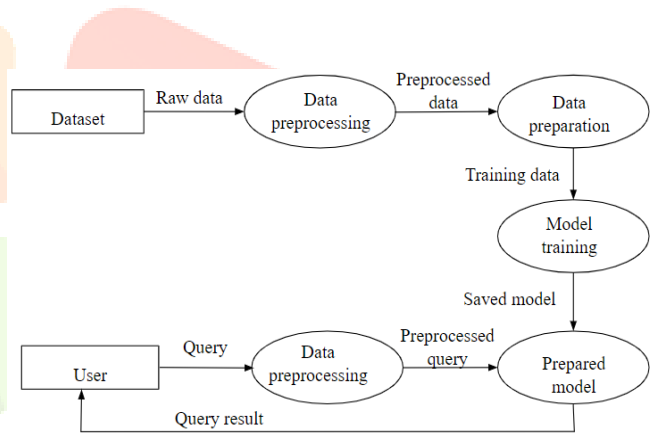 Dataset
Raw data
Data
preprocessing
Preprocessed
data
Data
preparation
Training data
Model
training
Saved model
User
Query
Data
preprocessing
Preprocessed
query
Prepared
model
Query result